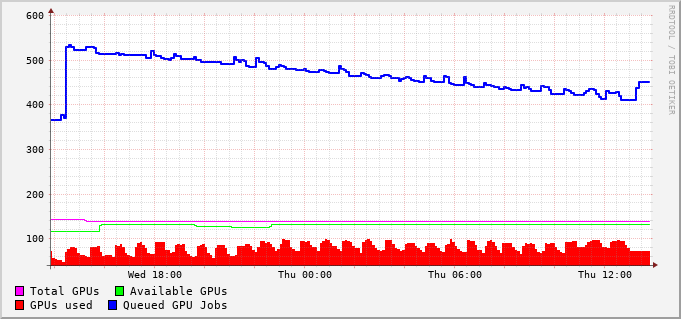 600
500
400
300
200
100
Wed 18:00 Thu 00:00 Thu 06:00 Thu 12:00
Total GPUs Available GPUs
GPUs used Queued GPU Jobs
RRDTOOL / TOBI OETIKER